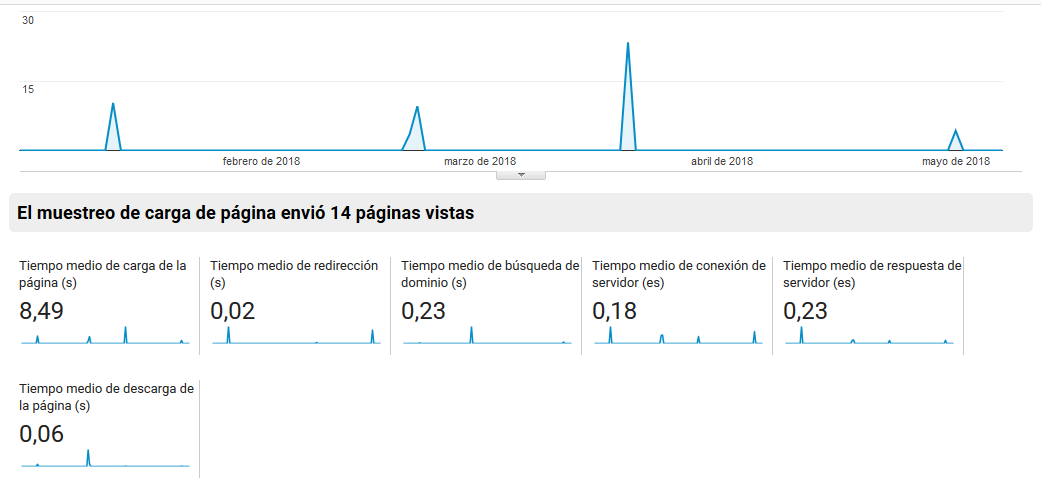 30
15
febrero de 2018
marzo de 2018
abril de 2018
mayo de 2018
El muestreo de carga de página envió 14 páginas vistas
Tiempo medio de carga de la
página (s)
8,49
Tiempo medio de redirección
(s)
0,02
Tiempo medio de búsqueda de
dominio (s)
0,23
Tiempo medio de conexión de
servidor (es)
0,18
Tiempo medio de respuesta de
servidor (es)
0,23
Tiempo medio de descarga de
la página (s)
0,06